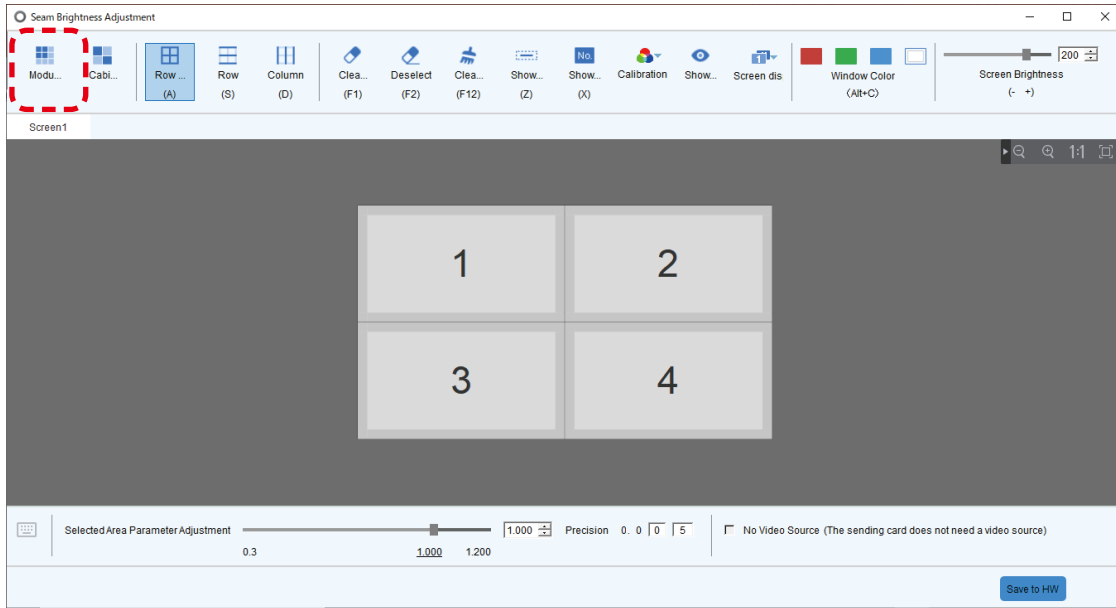 Seam Brightness Adjustment
Modu... Cabi... Row ... Row Column Clea... Deselect Clea... Show... Show... Calibration Show... Screen dis Window Color Screen Brightness 200
(A) (S) (D) (F1) (F2) (F12) (Z) (X) (Alt+C) (- +)
No.
1
Screen1
1:1
1 2
3 4
Selected Area Parameter Adjustment 1.000 Precision 0. 0 0 5 No Video Source (The sending card does not need a video source)
0.3 1.000 1.200
Save to HW